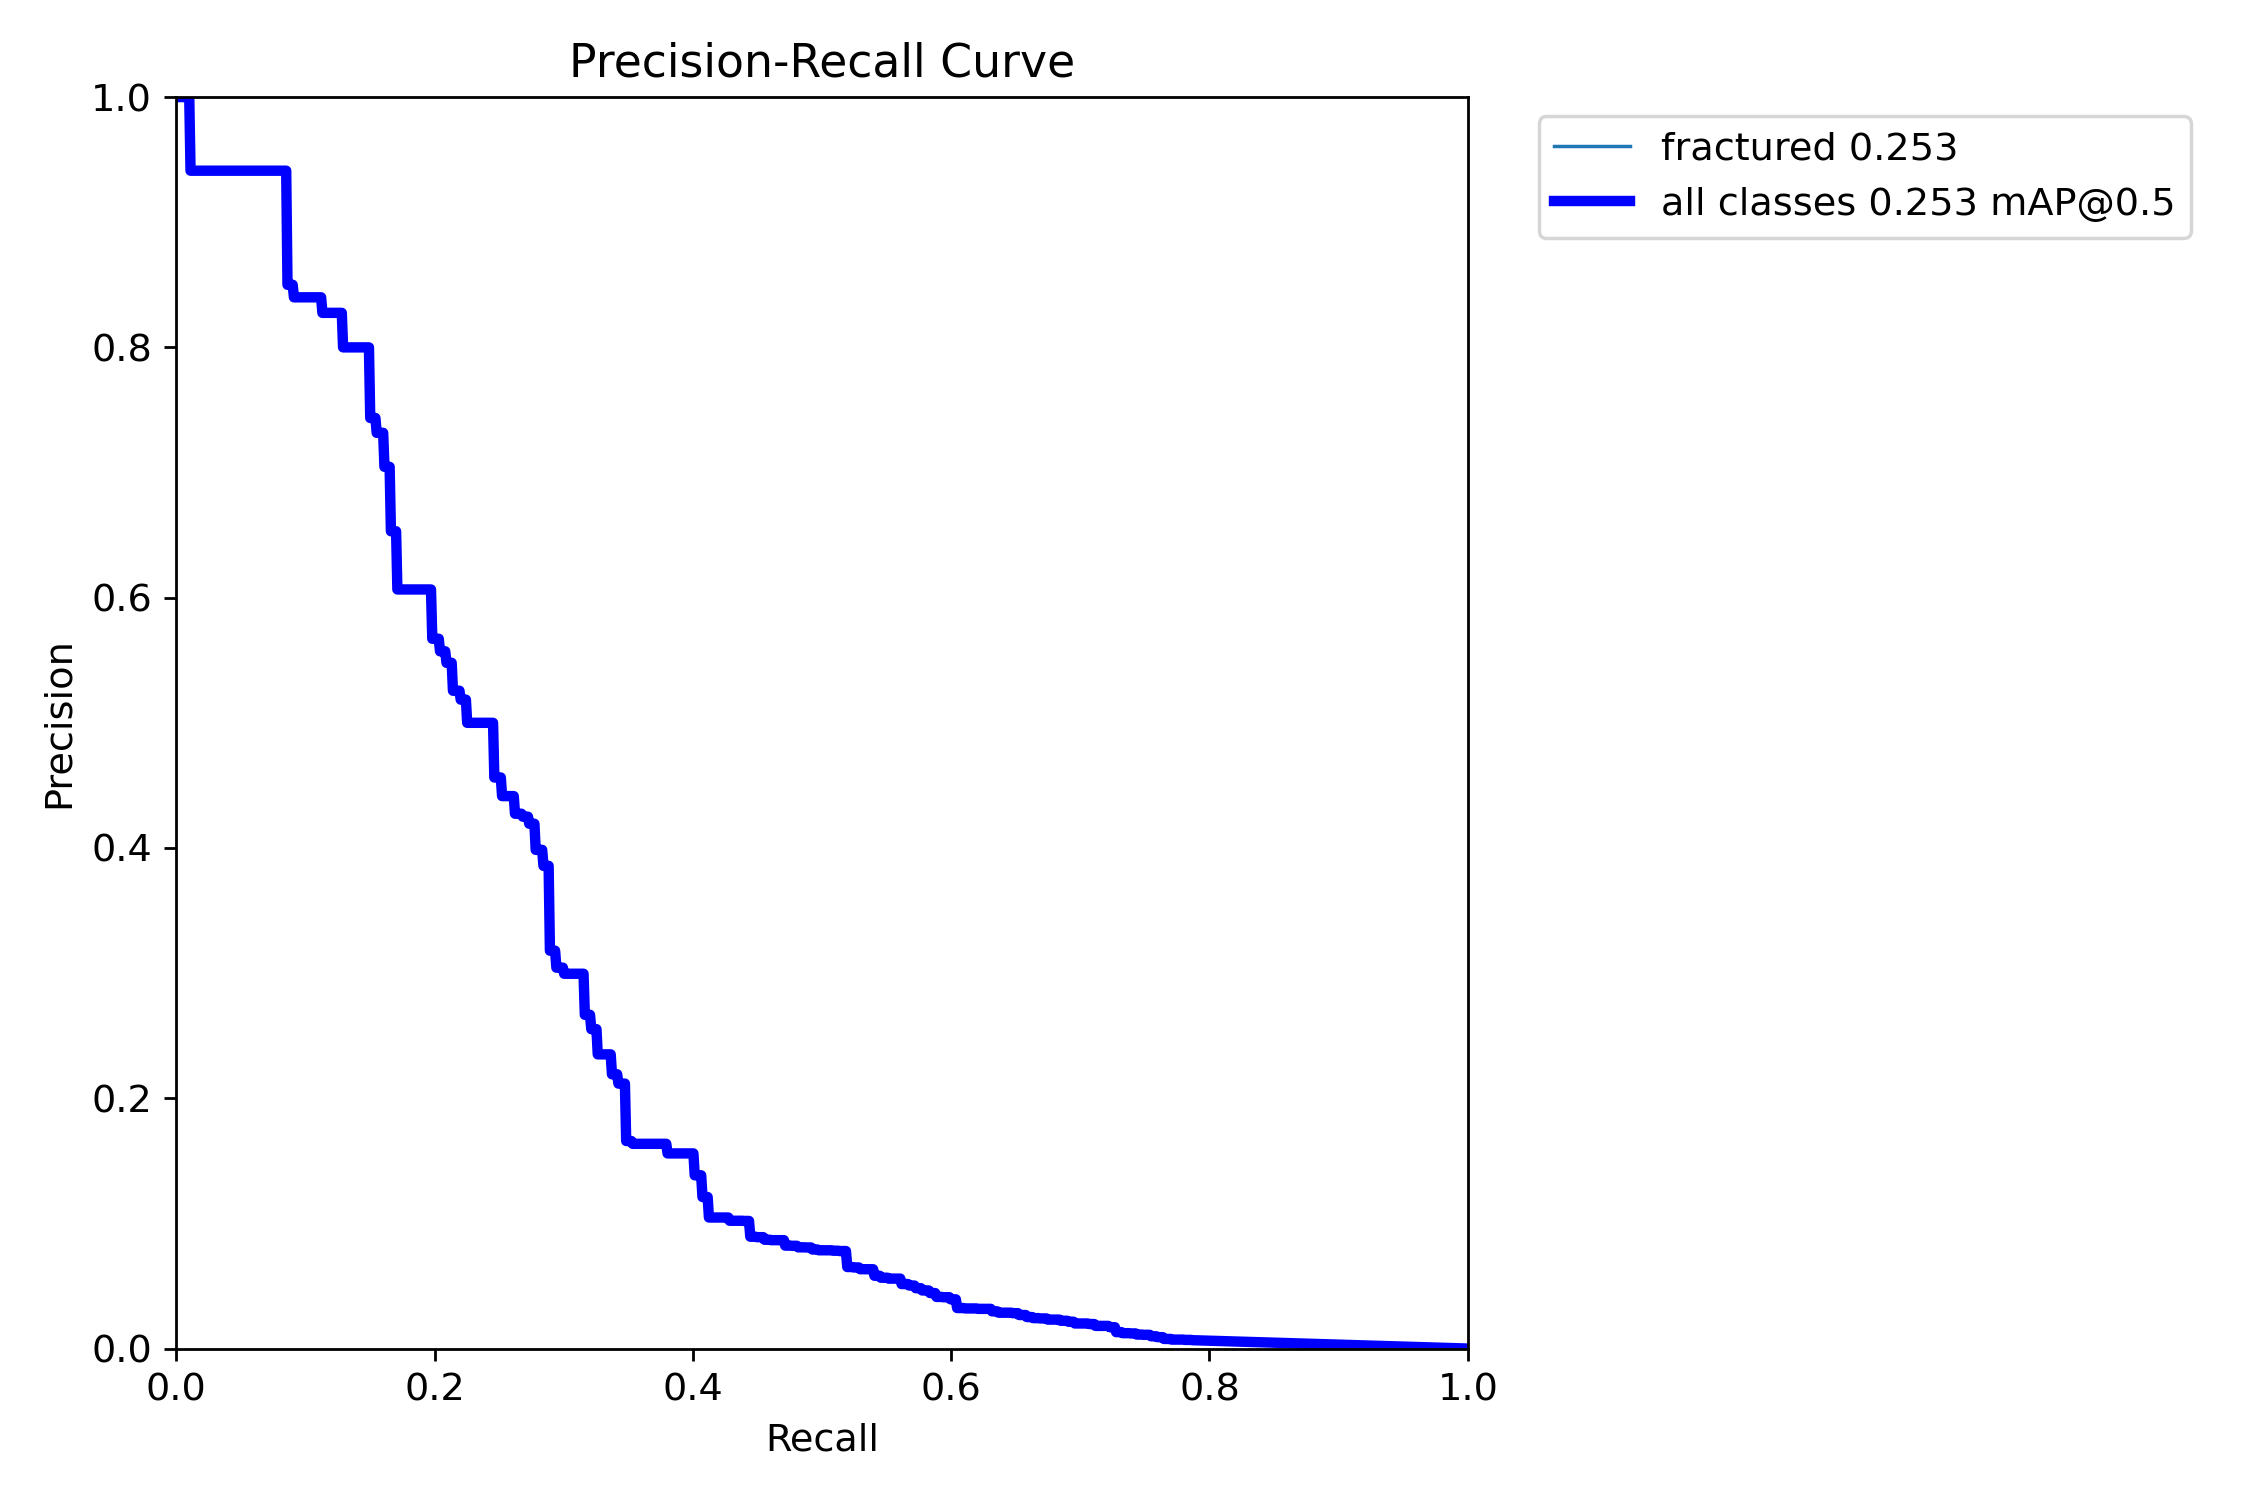 Precision-Recall Curve
fractured 0.253
all classes 0.253 mAP@0.5
Precision
1.0
0.8
0.6
0.4
0.2
0.0
0.0 0.2 0.4 0.6 0.8 1.0
Recall